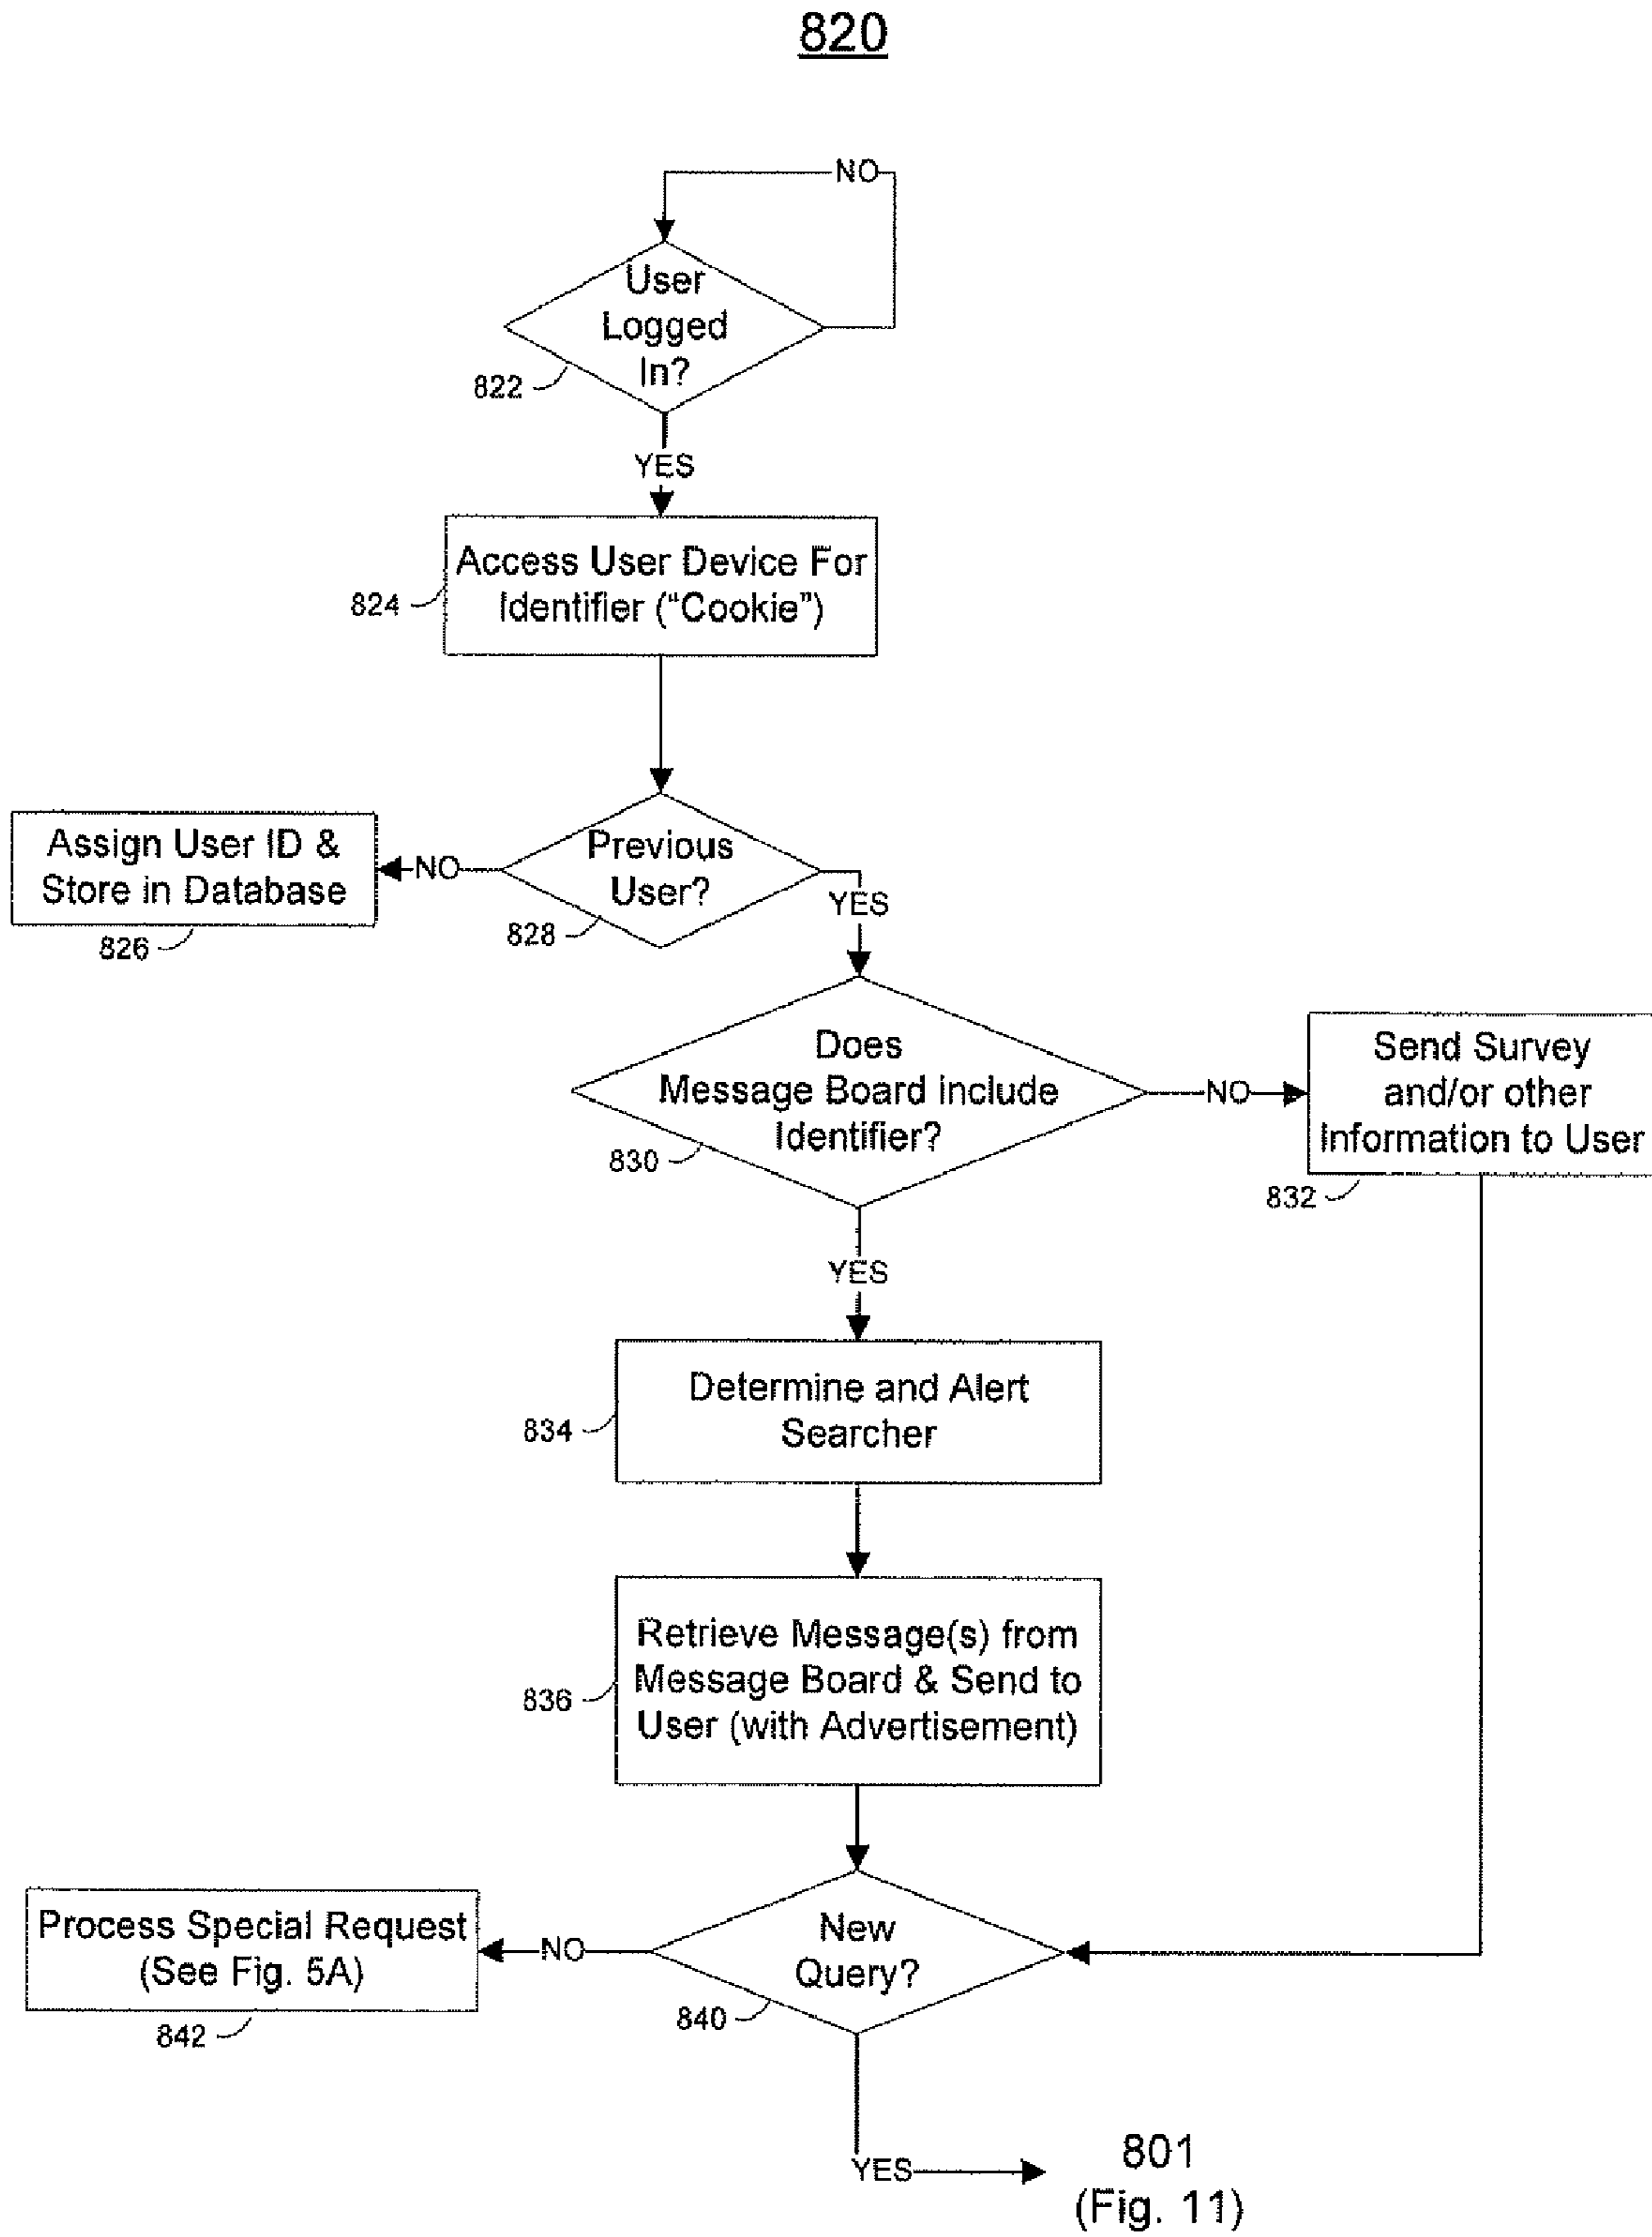 820
NO
User
Logged
In?
822
YES
Access User Device For
Identifier (“Cookie”)
824
Previous
User?
828
NO
Assign User ID &
Store in Database
826
YES
Does
Message Board include
Identifier?
830
NO
Send Survey
and/or other
Information to User
832
YES
Determine and Alert
Searcher
834
Retrieve Message(s) from
Message Board & Send to
User (with Advertisement)
836
New
Query?
840
NO
Process Special Request
(See Fig. 5A)
842
YES
801
(Fig. 11)